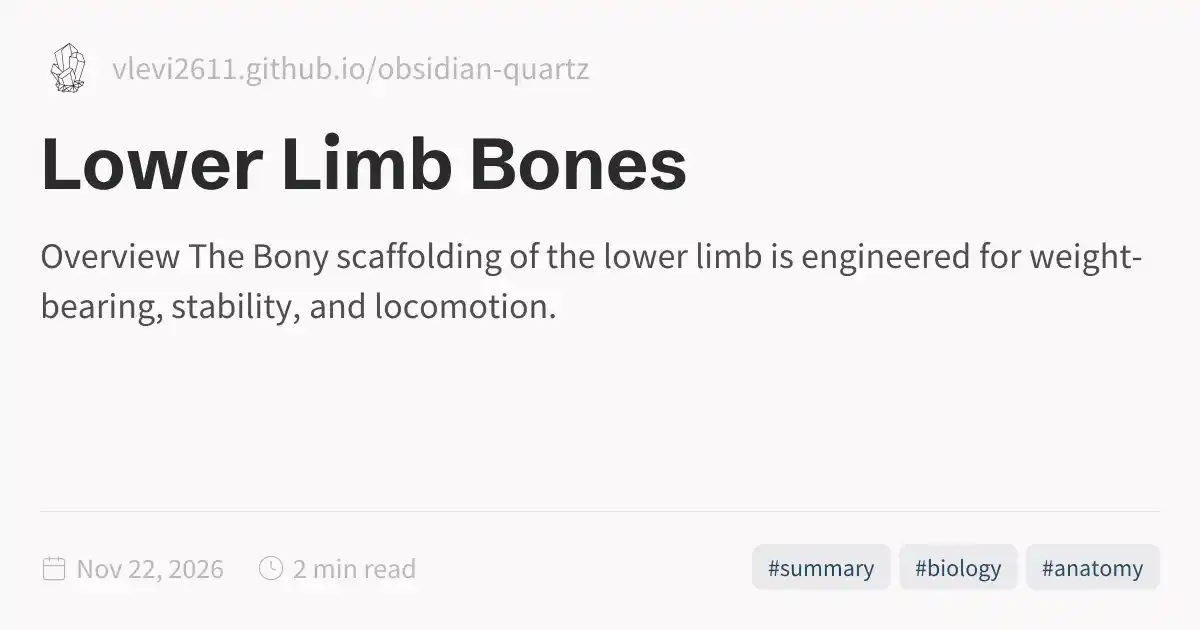 vlevi2611.github.io/obsidian-quartz
Lower Limb Bones
Overview The Bony scaffolding of the lower limb is engineered for weight-
bearing, stability, and locomotion.
Nov 22, 2026 2 min read #summary #biology #anatomy